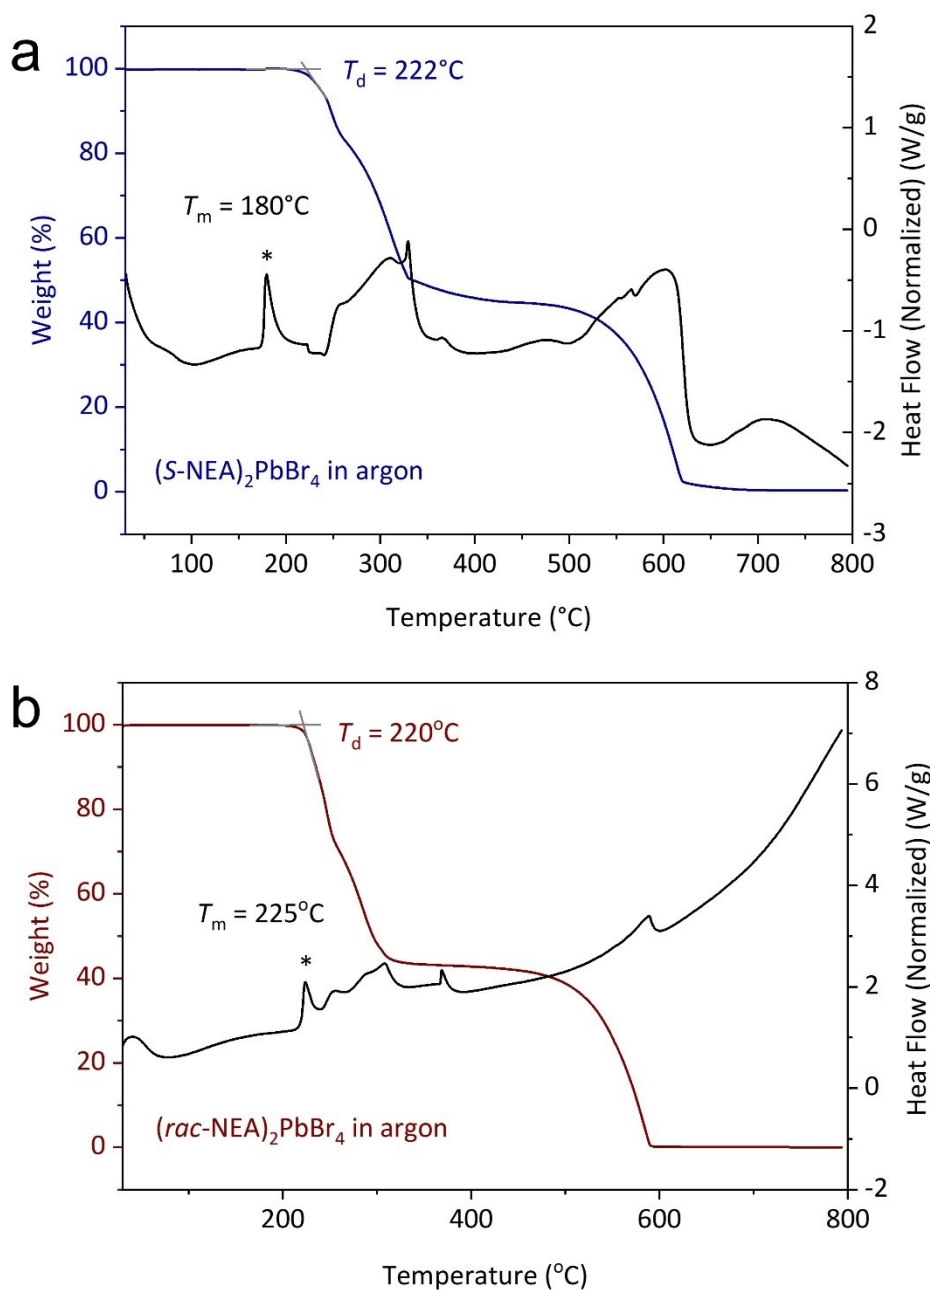 a
Weight (%)
100
80
60
40
20
0
T_d = 222°C
T_m = 180°C
*
(S-NEA)₂PbBr₄ in argon
2
1
0
-1
-2
-3
Heat Flow (Normalized) (W/g)
100 200 300 400 500 600 700 800
Temperature (°C)
b
Weight (%)
100
80
60
40
20
0
T_d = 220°C
T_m = 225°C
*
(rac-NEA)₂PbBr₄ in argon
8
6
4
2
0
-2
Heat Flow (Normalized) (W/g)
200 400 600 800
Temperature (°C)